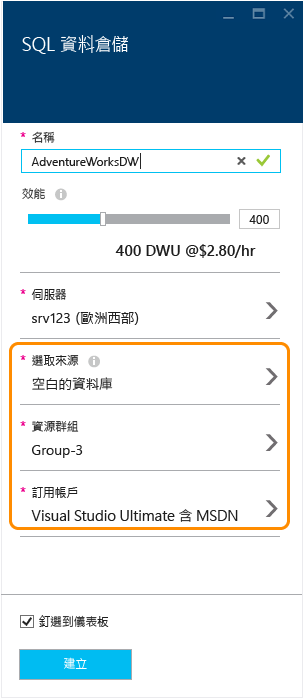 SQL 資料倉儲
* 名稱
AdventureWorksDW
效能
400
400 DWU @$2.80/hr
* 伺服器
srv123 (歐洲西部)
* 選取來源
空白的資料庫
* 資源群組
Group-3
* 訂用帳戶
Visual Studio Ultimate 含 MSDN
釘選到儀表板
建立